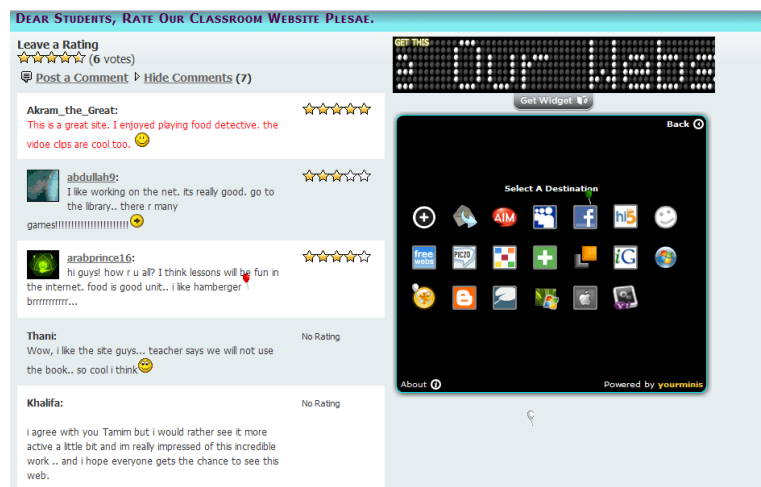 Dear Students, Rate Our Classroom Website Plesae.
Leave a Rating
(6 votes)
Post a Comment Hide Comments (7)
Akram_the_Great:
This is a great site. I enjoyed playing food detective. the
vidoe clips are cool too.
abdullah9:
I like working on the net. its really good. go to
the library.. there r many
games!!!!!!!!!!!!!!!!!!!!!!!!
arabprince16:
hi guys! how r u all? I think lessons will be fun in
the internet. food is good unit.. i like hamberger
brrrrrrrrrrr...
Thani:
No Rating
Wow, i like the site guys... teacher says we will not use
the book.. so cool i think
Khalifa:
No Rating
i agree with you Tamim but i would rather see it more
active a little bit and im really impressed of this incredible
work .. and i hope everyone gets the chance to see this
web.
GET THIS
Our Webs
Get Widget
Back
Select A Destination
AIM
f
hi5
free
webs
PICZO
iG
About
Powered by yourminis